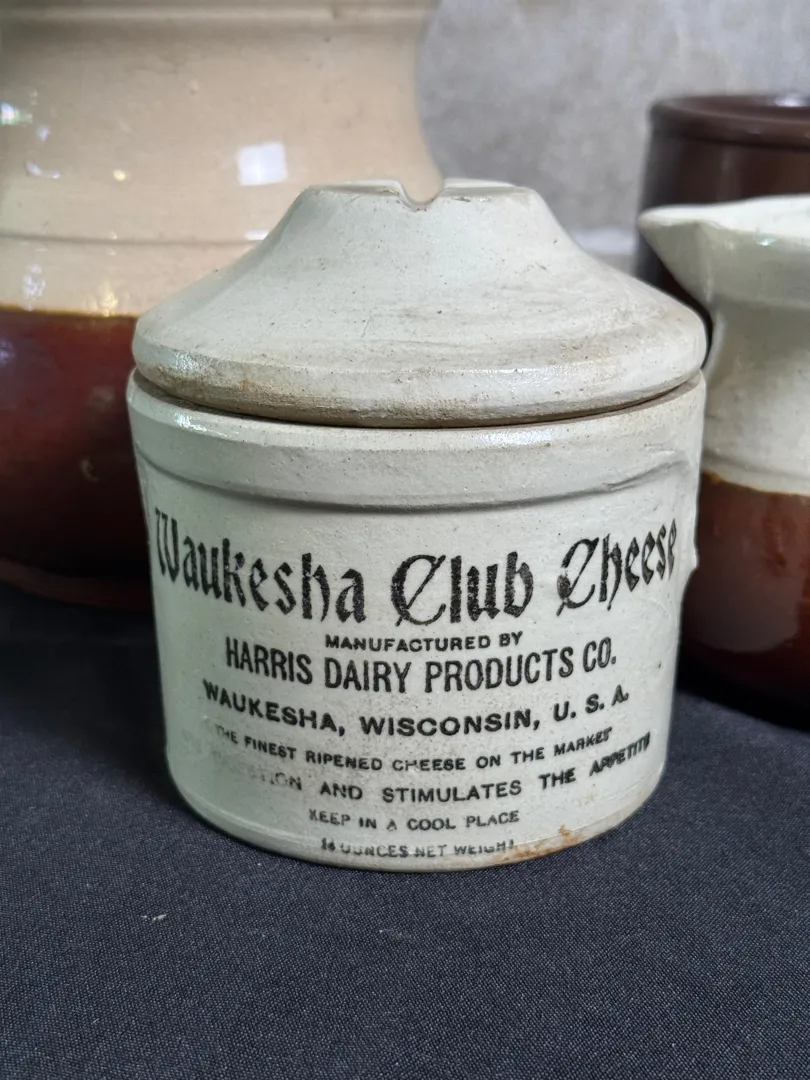 Waukesha Club Cheese
MANUFACTURED BY
HARRIS DAIRY PRODUCTS CO.
WAUKESHA, WISCONSIN, U. S. A.
THE FINEST RIPENED CHEESE ON THE MARKET
AND STIMULATES THE APPETITE
KEEP IN A COOL PLACE
OUNCES NET WEIGHT